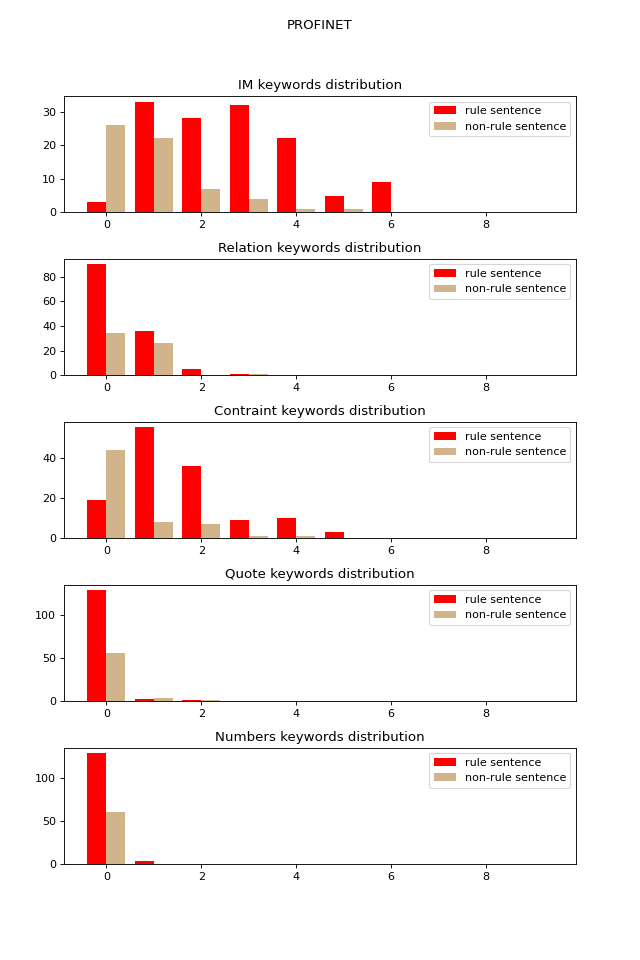 PROFINET
IM keywords distribution
30
20
10
0
rule sentence
non-rule sentence
0 2 4 6 8
Relation keywords distribution
80
60
40
20
0
rule sentence
non-rule sentence
0 2 4 6 8
Contraint keywords distribution
40
20
0
rule sentence
non-rule sentence
0 2 4 6 8
Quote keywords distribution
100
50
0
rule sentence
non-rule sentence
0 2 4 6 8
Numbers keywords distribution
100
50
0
rule sentence
non-rule sentence
0 2 4 6 8